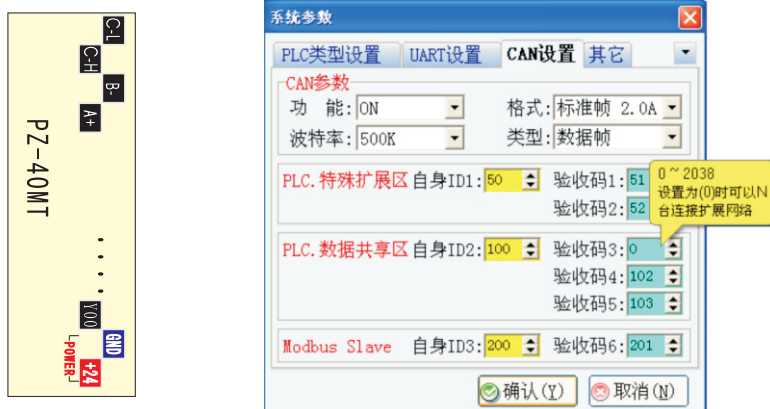 C-L
C-H
B-
A+
PZ-40MT
Y00
GND
+24
POWER
系统参数
PLC类型设置 UART设置 CAN设置 其它
CAN参数
功 能: ON 格式: 标准帧 2.0A
波特率: 500K 类型: 数据帧
PLC.特殊扩展区 自身ID1: 50 验收码1: 51
验收码2: 52
0～2038
设置为(0)时可以N
台连接扩展网络
PLC.数据共享区 自身ID2: 100 验收码3: 0
验收码4: 102
验收码5: 103
Modbus Slave 自身ID3: 200 验收码6: 201
确认(Y) 取消(N)